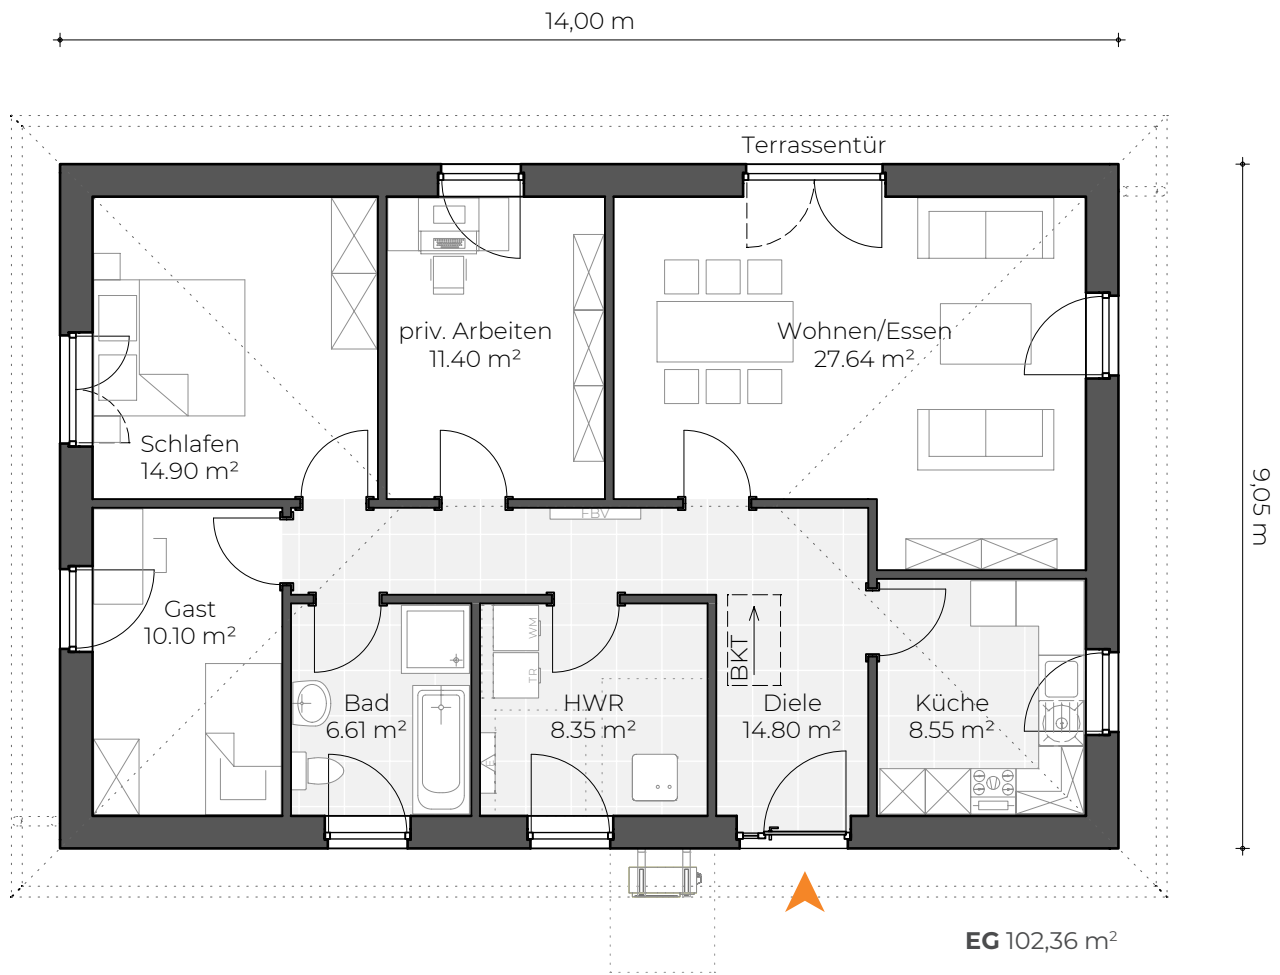 14,00 m
Terrassentür
priv. Arbeiten
11.40 m²
Wohnen/Essen
27.64 m²
Schlafen
14.90 m²
9,05 m
FBV
Gast
10.10 m²
WM
TR
BKT
Bad
6.61 m²
HWR
8.35 m²
Diele
14.80 m²
Küche
8.55 m²
EG 102,36 m²